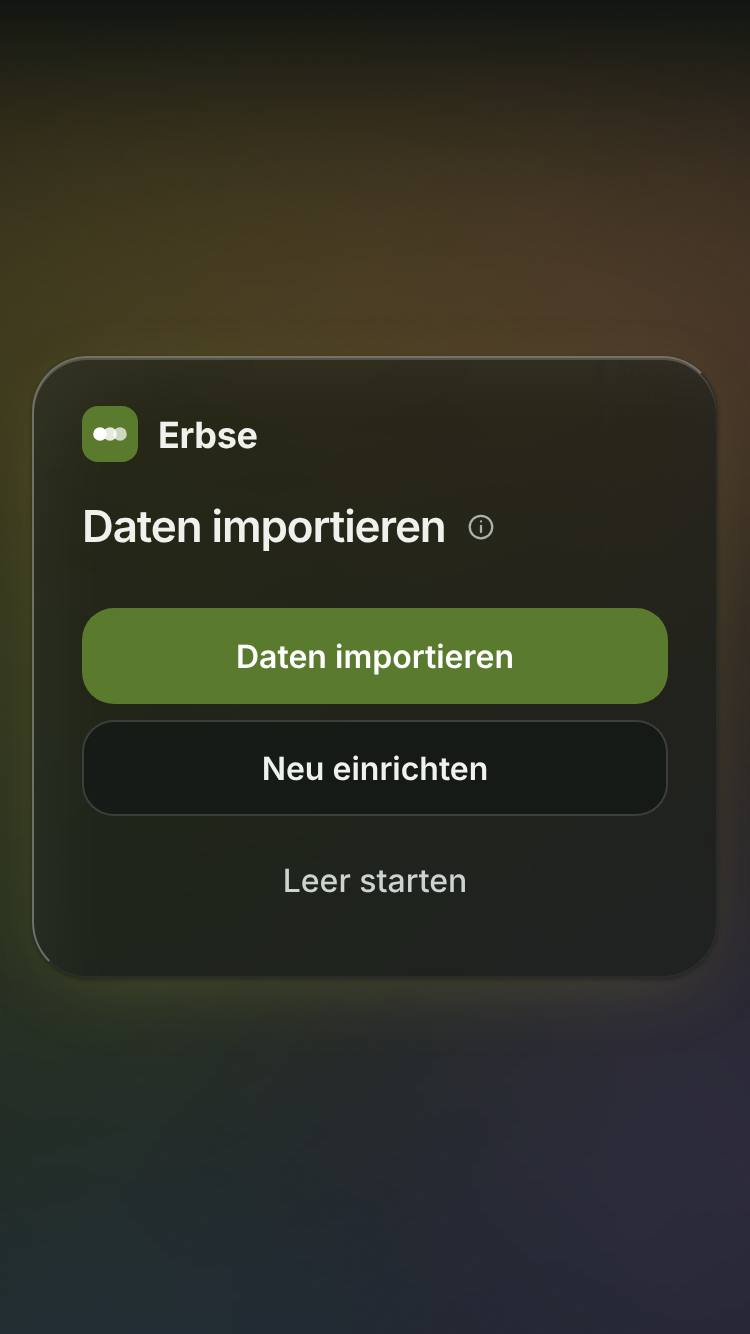 Erbse
Daten importieren
Daten importieren
Neu einrichten
Leer starten